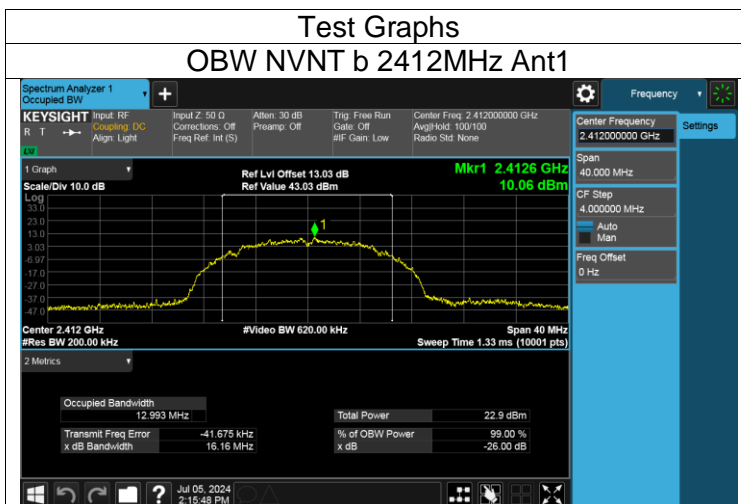 Test Graphs
OBW NVNT b 2412MHz Ant1
Spectrum Analyzer 1
Occupied BW
Frequency
KEYSIGHT
R T
LXI
Input: RF
Coupling: DC
Align: Light
Input Z: 50 Ω
Corrections: Off
Freq Ref: Int (S)
Atten: 30 dB
Preamp: Off
Trig: Free Run
Gate: Off
#IF Gain: Low
Center Freq: 2.412000000 GHz
Avg|Hold: 100/100
Radio Std: None
Center Frequency
2.412000000 GHz
Settings
Span
40.000 MHz
CF Step
4.000000 MHz
Auto
Man
Freq Offset
0 Hz
1 Graph
Scale/Div 10.0 dB
Ref Lvl Offset 13.03 dB
Ref Value 43.03 dBm
Mkr1 2.4126 GHz
10.06 dBm
Log
33.0
23.0
13.0
3.03
-6.97
-17.0
-27.0
-37.0
-47.0
1
Center 2.412 GHz
#Res BW 200.00 kHz
#Video BW 620.00 kHz
Span 40 MHz
Sweep Time 1.33 ms (10001 pts)
2 Metrics
Occupied Bandwidth
12.993 MHz
Total Power 22.9 dBm
Transmit Freq Error -41.675 kHz
% of OBW Power 99.00 %
x dB Bandwidth 16.16 MHz
x dB -26.00 dB
?
Jul 05, 2024
2:15:48 PM